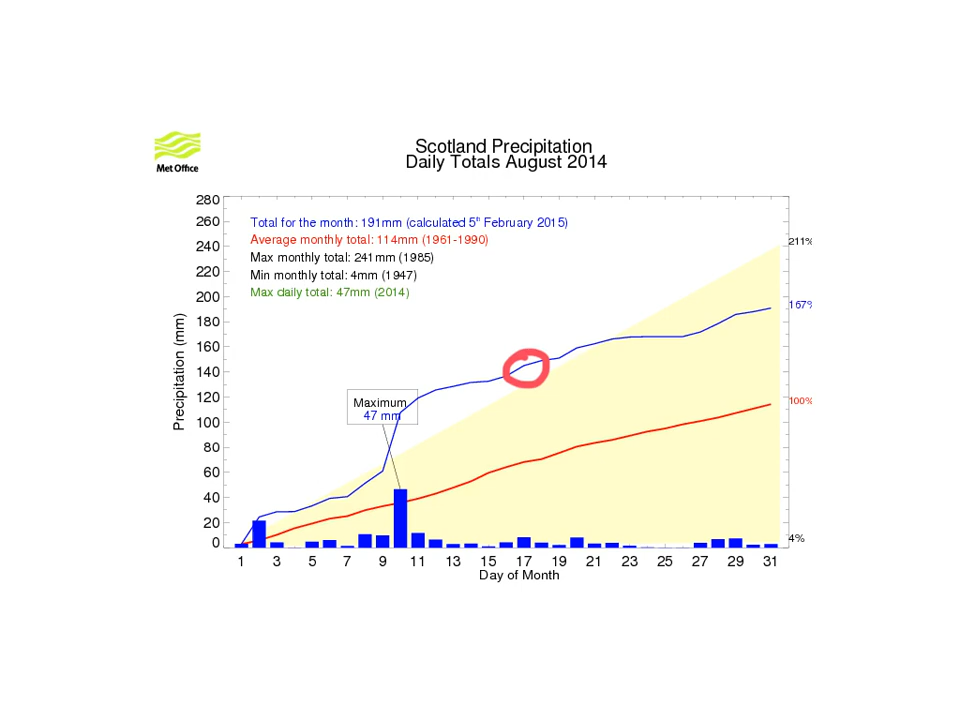 Met Office
Scotland Precipitation
Daily Totals August 2014
280
260
240
220
200
180
160
140
120
100
80
60
40
20
0
Precipitation (mm)
Total for the month: 191mm (calculated 5th February 2015)
Average monthly total: 114mm (1961-1990)
Max monthly total: 241mm (1985)
Min monthly total: 4mm (1947)
Max daily total: 47mm (2014)
Maximum
47 mm
211%
167%
100%
4%
1 3 5 7 9 11 13 15 17 19 21 23 25 27 29 31
Day of Month